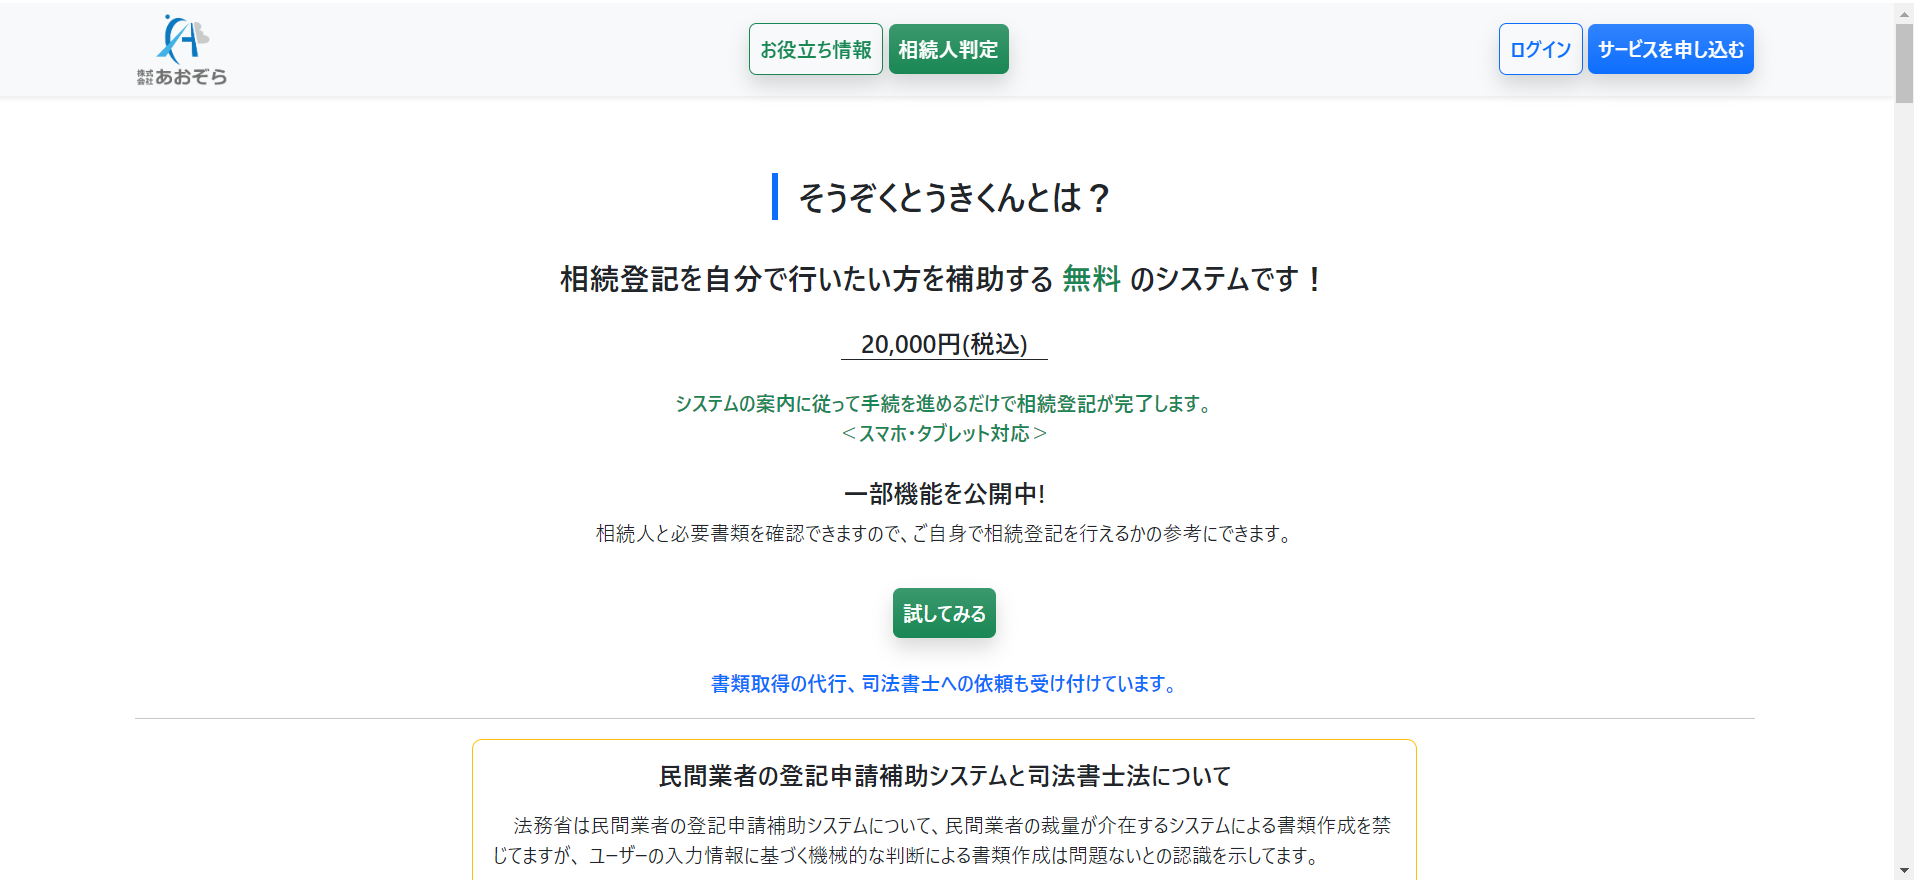 株式会社あおぞら
お役立ち情報
相続人判定
ログイン
サービスを申し込む
そうぞくとうきくんとは？
相続登記を自分で行いたい方を補助する 無料 のシステムです！
20,000円(税込)
システムの案内に従って手続を進めるだけで相続登記が完了します。
＜スマホ・タブレット対応＞
一部機能を公開中!
相続人と必要書類を確認できますので、ご自身で相続登記を行えるかの参考にできます。
試してみる
書類取得の代行、司法書士への依頼も受け付けています。
民間業者の登記申請補助システムと司法書士法について
法務省は民間業者の登記申請補助システムについて、民間業者の裁量が介在するシステムによる書類作成を禁
じてますが、ユーザーの入力情報に基づく機械的な判断による書類作成は問題ないとの認識を示してます。